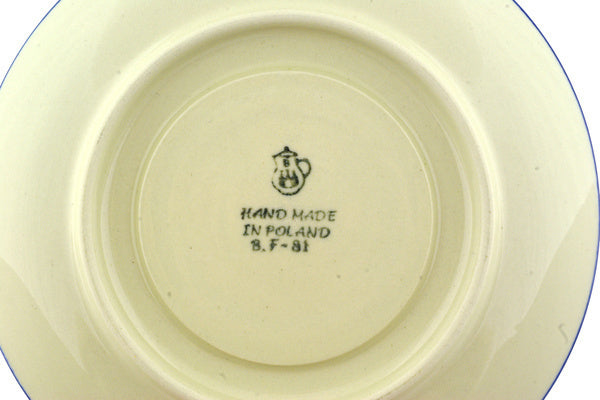 B
HAND MADE
IN POLAND
B.F-81